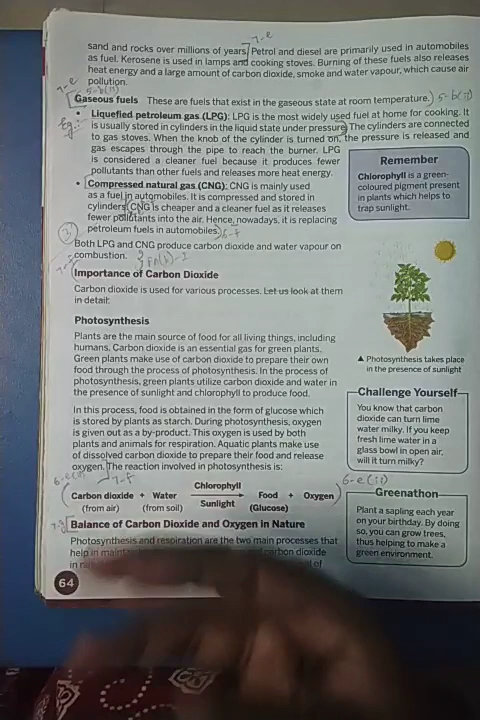 7-e
sand and rocks over millions of years. Petrol and diesel are primarily used in automobiles
as fuel. Kerosene is used in lamps and cooking stoves. Burning of these fuels also releases
heat energy and a large amount of carbon dioxide, smoke and water vapour, which cause air
pollution.
7-e
5-b(ii)
Gaseous fuels These are fuels that exist in the gaseous state at room temperature. 5-b(ii)
Eg:-
• Liquefied petroleum gas (LPG): LPG is the most widely used fuel at home for cooking. It
is usually stored in cylinders in the liquid state under pressure. The cylinders are connected
to gas stoves. When the knob of the cylinder is turned on, the pressure is released and
gas escapes through the pipe to reach the burner. LPG
is considered a cleaner fuel because it produces fewer
pollutants than other fuels and releases more heat energy.
• Compressed natural gas (CNG): CNG is mainly used
as a fuel in automobiles. It is compressed and stored in
cylinders. CNG is cheaper and a cleaner fuel as it releases
fewer pollutants into the air. Hence, nowadays, it is replacing
petroleum fuels in automobiles.
Both LPG and CNG produce carbon dioxide and water vapour on
combustion.
Importance of Carbon Dioxide
Carbon dioxide is used for various processes. Let us look at them
in detail:
Photosynthesis
Plants are the main source of food for all living things, including
humans. Carbon dioxide is an essential gas for green plants.
Green plants make use of carbon dioxide to prepare their own
food through the process of photosynthesis. In the process of
photosynthesis, green plants utilize carbon dioxide and water in
the presence of sunlight and chlorophyll to produce food.
In this process, food is obtained in the form of glucose which
is stored by plants as starch. During photosynthesis, oxygen
is given out as a by-product. This oxygen is used by both
plants and animals for respiration. Aquatic plants make use
of dissolved carbon dioxide to prepare their food and release
oxygen. The reaction involved in photosynthesis is:
7-f
6-e(ii)
Chlorophyll
Carbon dioxide + Water Food + Oxygen
Sunlight
(from air) (from soil) (Glucose)
7-g
Balance of Carbon Dioxide and Oxygen in Nature
Photosynthesis and respiration are the two main processes that
help in carbon dioxide
in of
64
Remember
Chlorophyll is a green-
coloured pigment present
in plants which helps to
trap sunlight.
▲ Photosynthesis takes place
in the presence of sunlight
Challenge Yourself
You know that carbon
dioxide can turn lime
water milky. If you keep
fresh lime water in a
glass bowl in open air,
will it turn milky?
Greenathon
Plant a sapling each year
on your birthday. By doing
so, you can grow trees,
thus helping to make a
green environment.